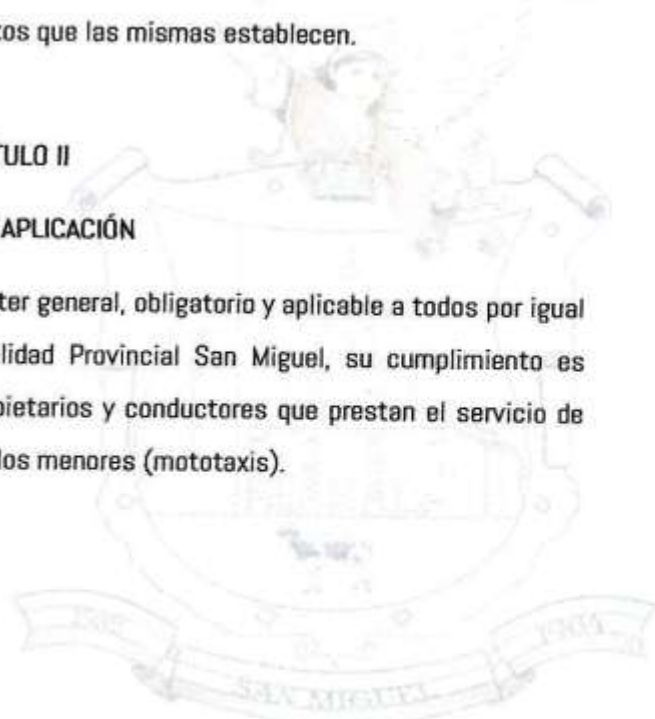 tos que las mismas establecen.
TULO II
APLICACIÓN
ter general, obligatorio y aplicable a todos por igual
lidad Provincial San Miguel, su cumplimiento es
pietarios y conductores que prestan el servicio de
los menores (mototaxis).
SAN MIGUEL